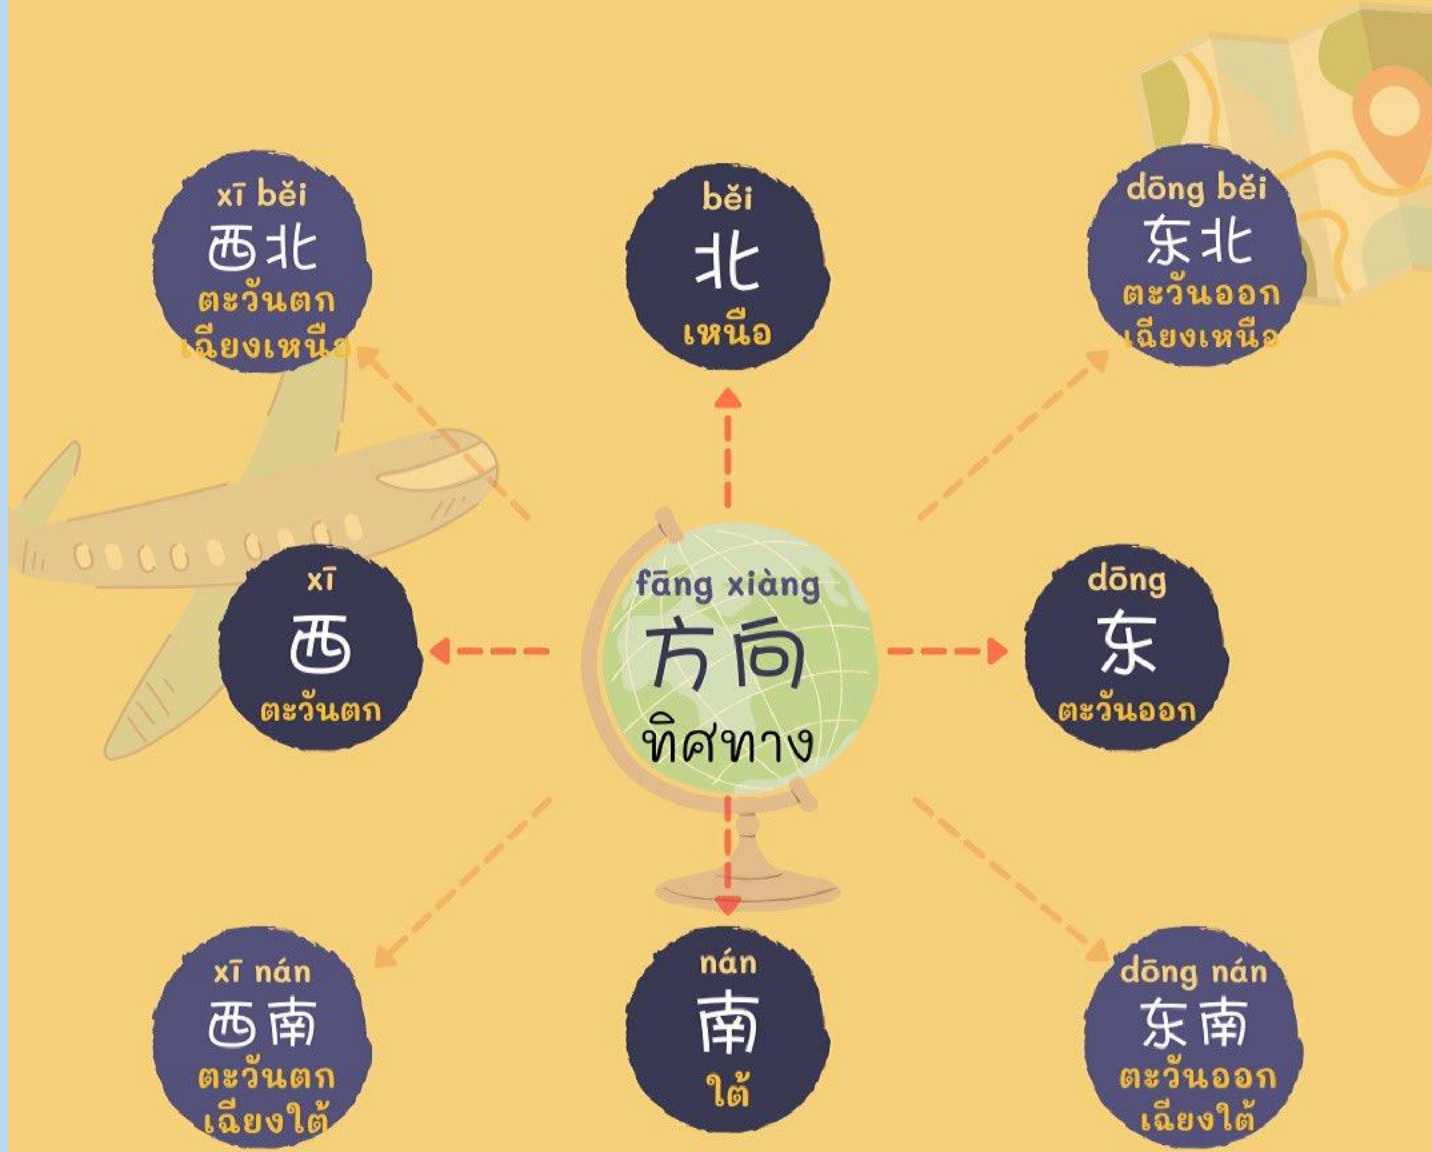 xī běi
西北
ตะวันตก
เฉียงเหนือ
běi
北
เหนือ
dōng běi
东北
ตะวันออก
เฉียงเหนือ
xī
西
ตะวันตก
fāng xiàng
方向
ทิศทาง
dōng
东
ตะวันออก
xī nán
西南
ตะวันตก
เฉียงใต้
nán
南
ใต้
dōng nán
东南
ตะวันออก
เฉียงใต้